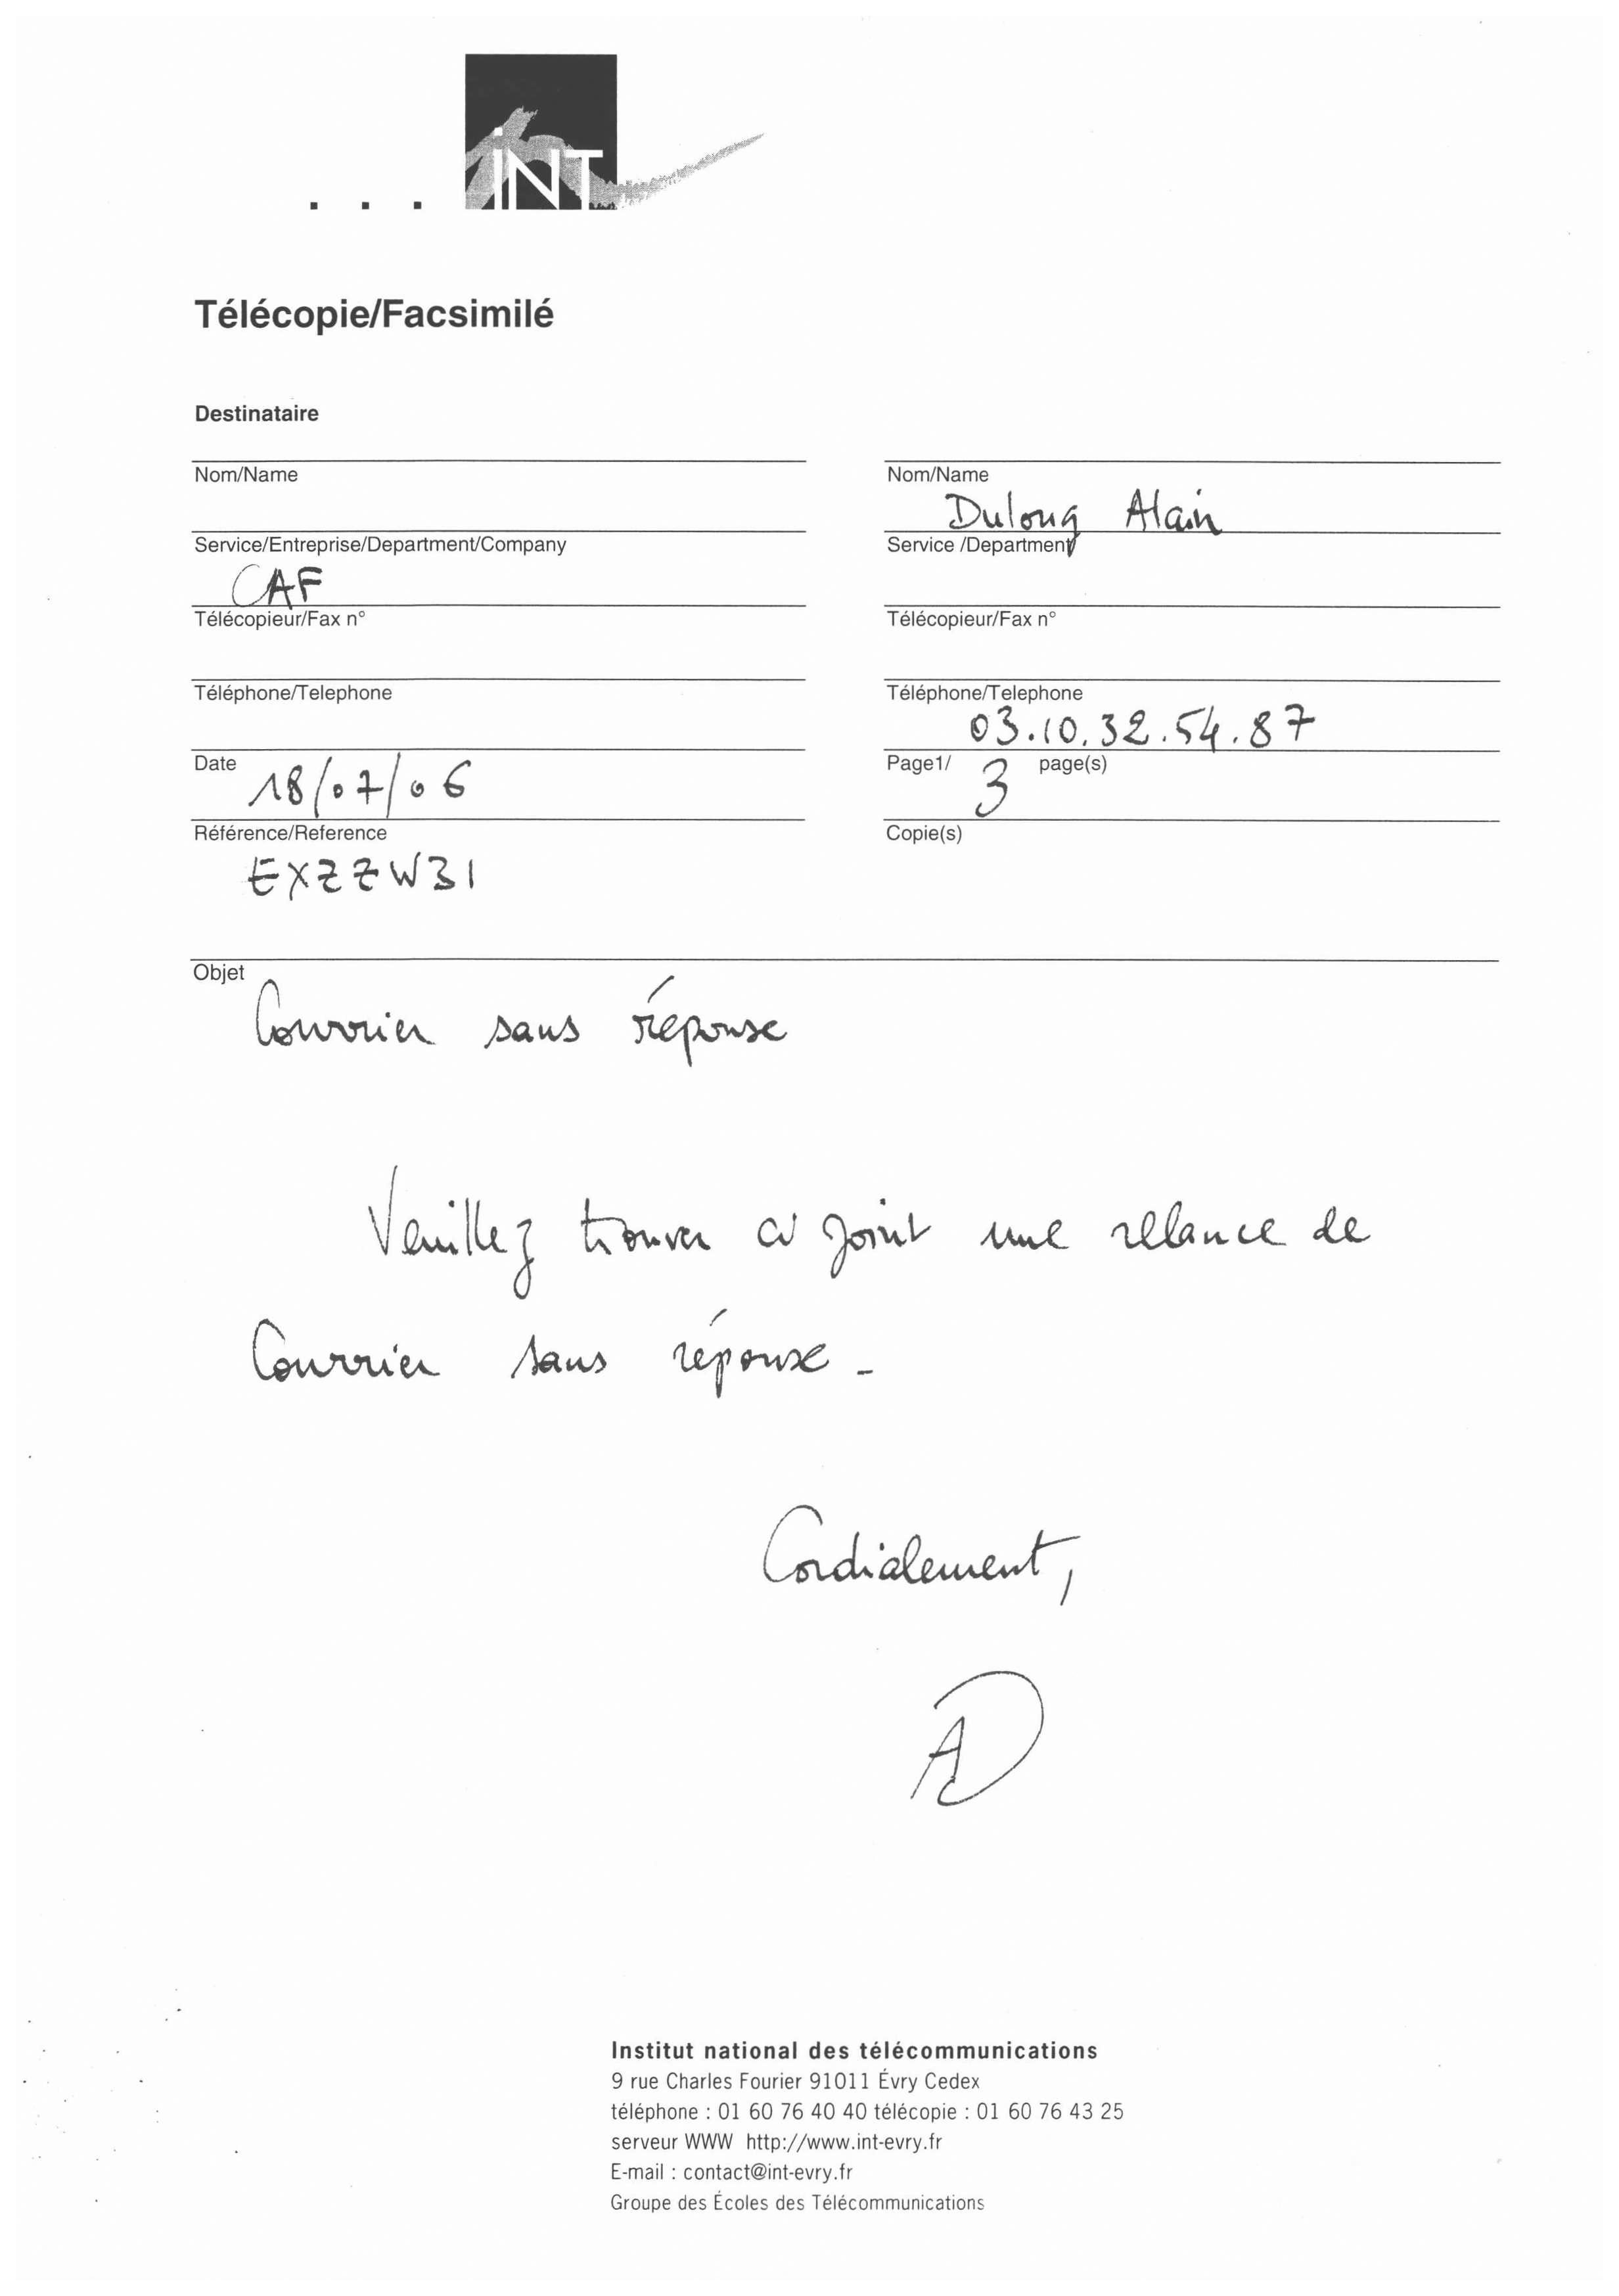 INT
Télécopie/Facsimilé
Destinataire
Nom/Name
Nom/Name
Dulong Alain
Service/Entreprise/Department/Company
Service /Department
CAF
Télécopieur/Fax n°
Télécopieur/Fax n°
Téléphone/Telephone
Téléphone/Telephone
03.10.32.54.87
Date 18/07/06
Page1/ 3 page(s)
Référence/Reference
Copie(s)
EXZZW31
Objet
Courrier sans réponse
Veuillez trouver ci joint une relance de
Courrier sans réponse -
Cordialement,
AD
Institut national des télécommunications
9 rue Charles Fourier 91011 Évry Cedex
téléphone : 01 60 76 40 40 télécopie : 01 60 76 43 25
serveur WWW http://www.int-evry.fr
E-mail : contact@int-evry.fr
Groupe des Écoles des Télécommunications